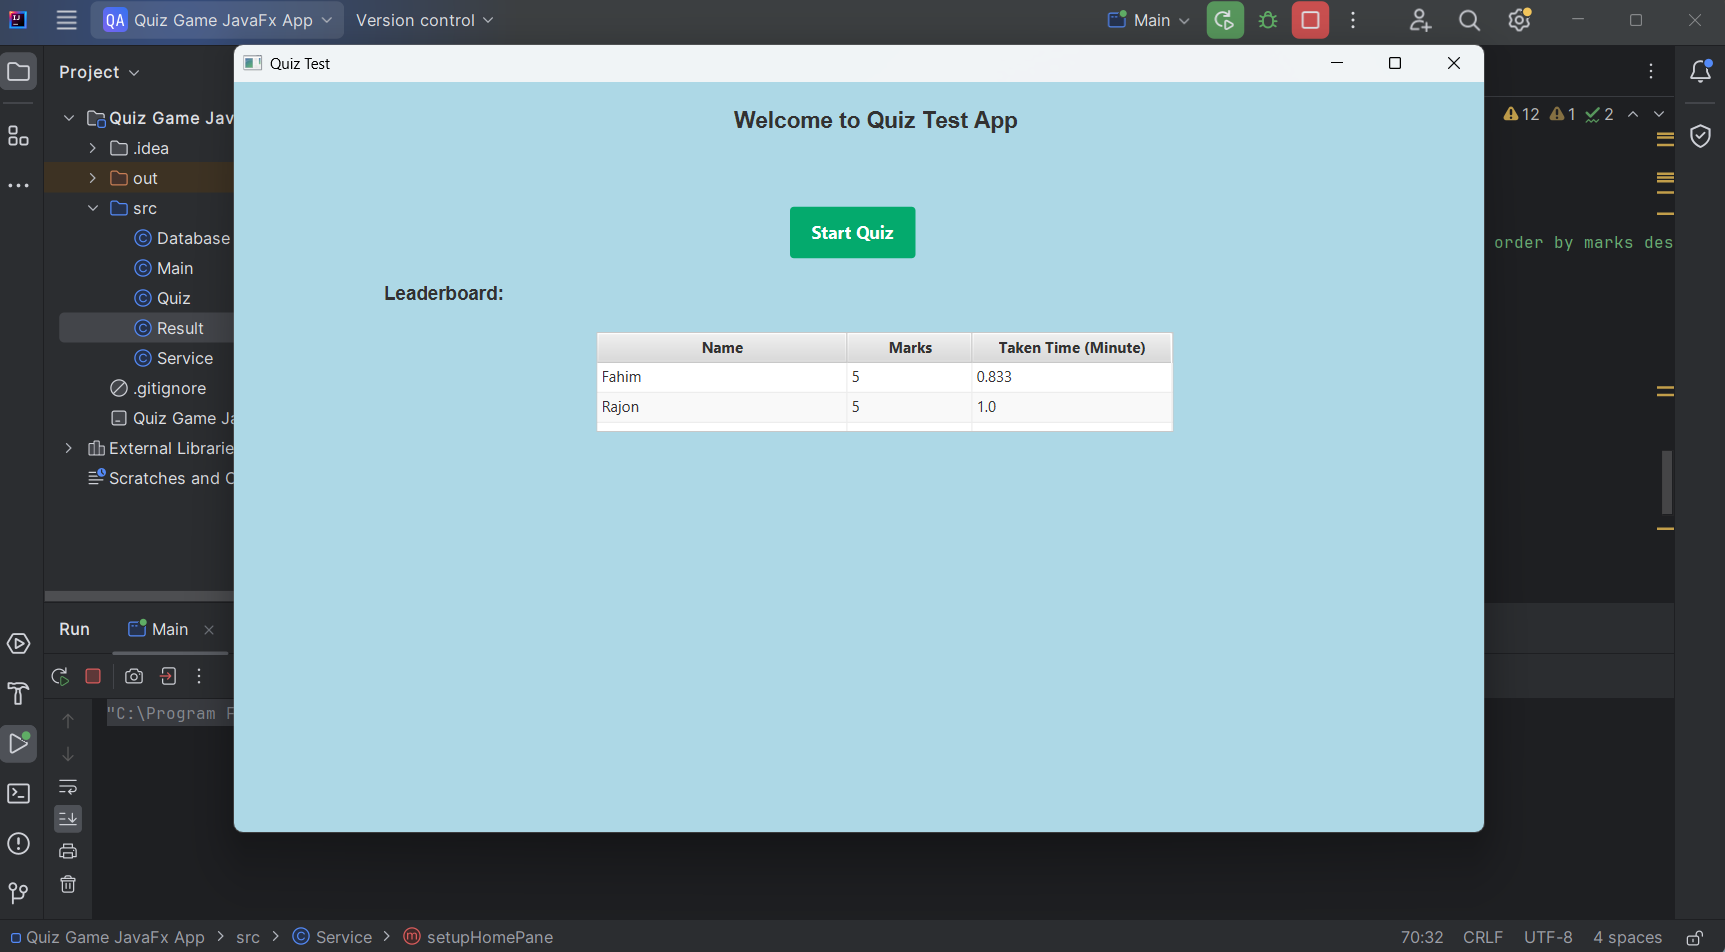 QA Quiz Game JavaFx App Version control Main
Project
Quiz Test
Welcome to Quiz Test App
Start Quiz
Leaderboard:
Name Marks Taken Time (Minute)
Fahim 5 0.833
Rajon 5 1.0
Quiz Game Jav
.idea
out
src
Database
Main
Quiz
Result
Service
.gitignore
Quiz Game Ja
External Librarie
Scratches and C
12 1 2
order by marks des
Run Main
"C:\Program F
Quiz Game JavaFx App > src > Service > setupHomePane
70:32 CRLF UTF-8 4 spaces